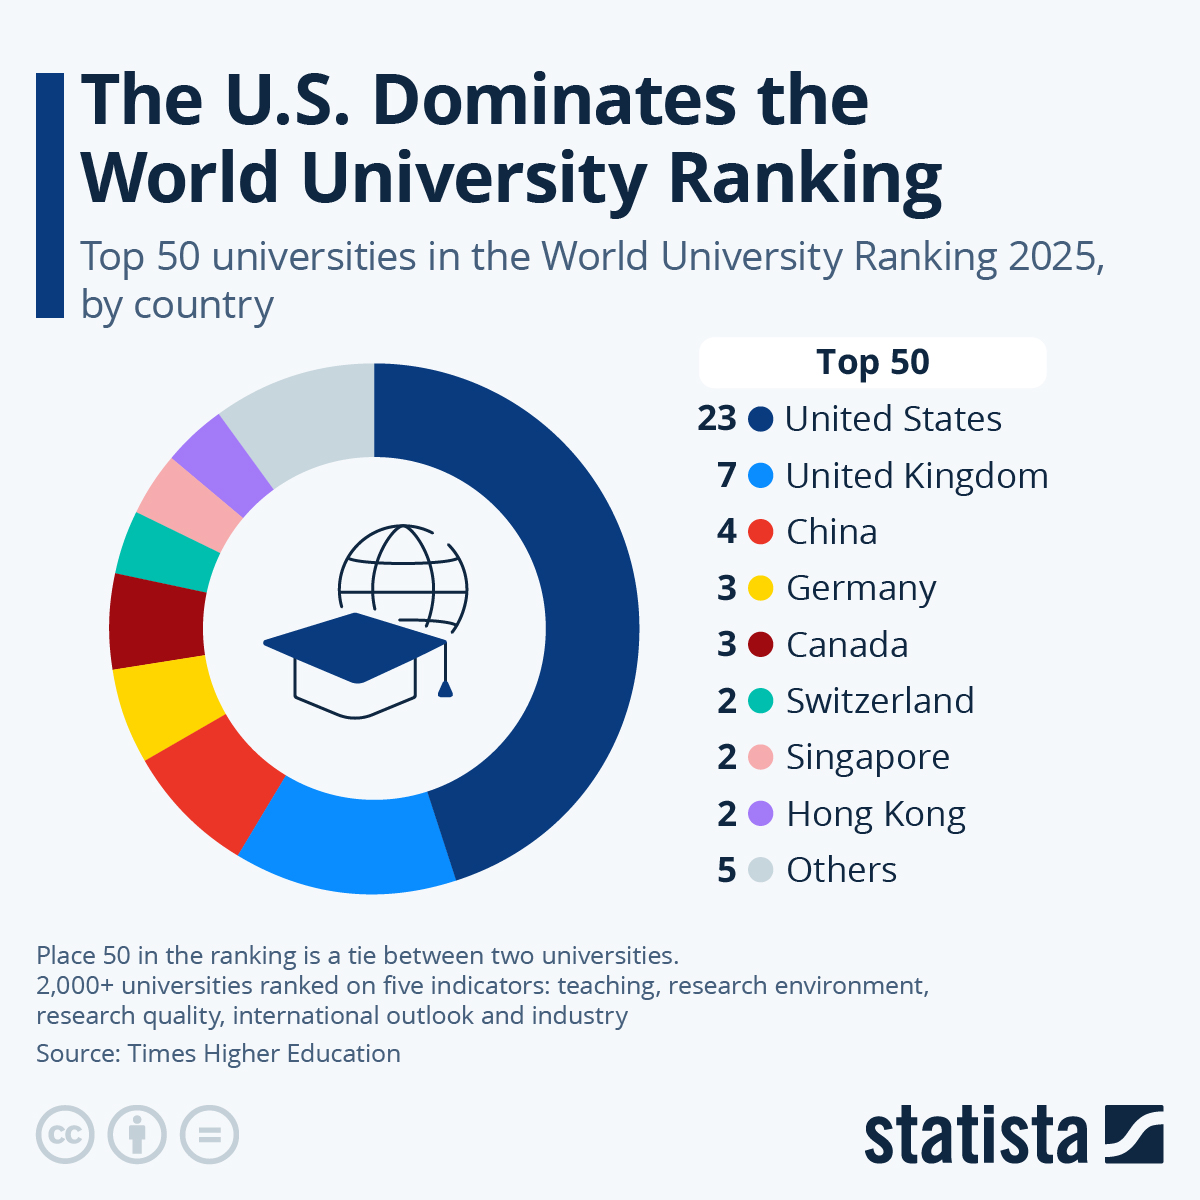 The U.S. Dominates the
World University Ranking
Top 50 universities in the World University Ranking 2025,
by country
Top 50
23 United States
7 United Kingdom
4 China
3 Germany
3 Canada
2 Switzerland
2 Singapore
2 Hong Kong
5 Others
Place 50 in the ranking is a tie between two universities.
2,000+ universities ranked on five indicators: teaching, research environment,
research quality, international outlook and industry
Source: Times Higher Education
cc
statista